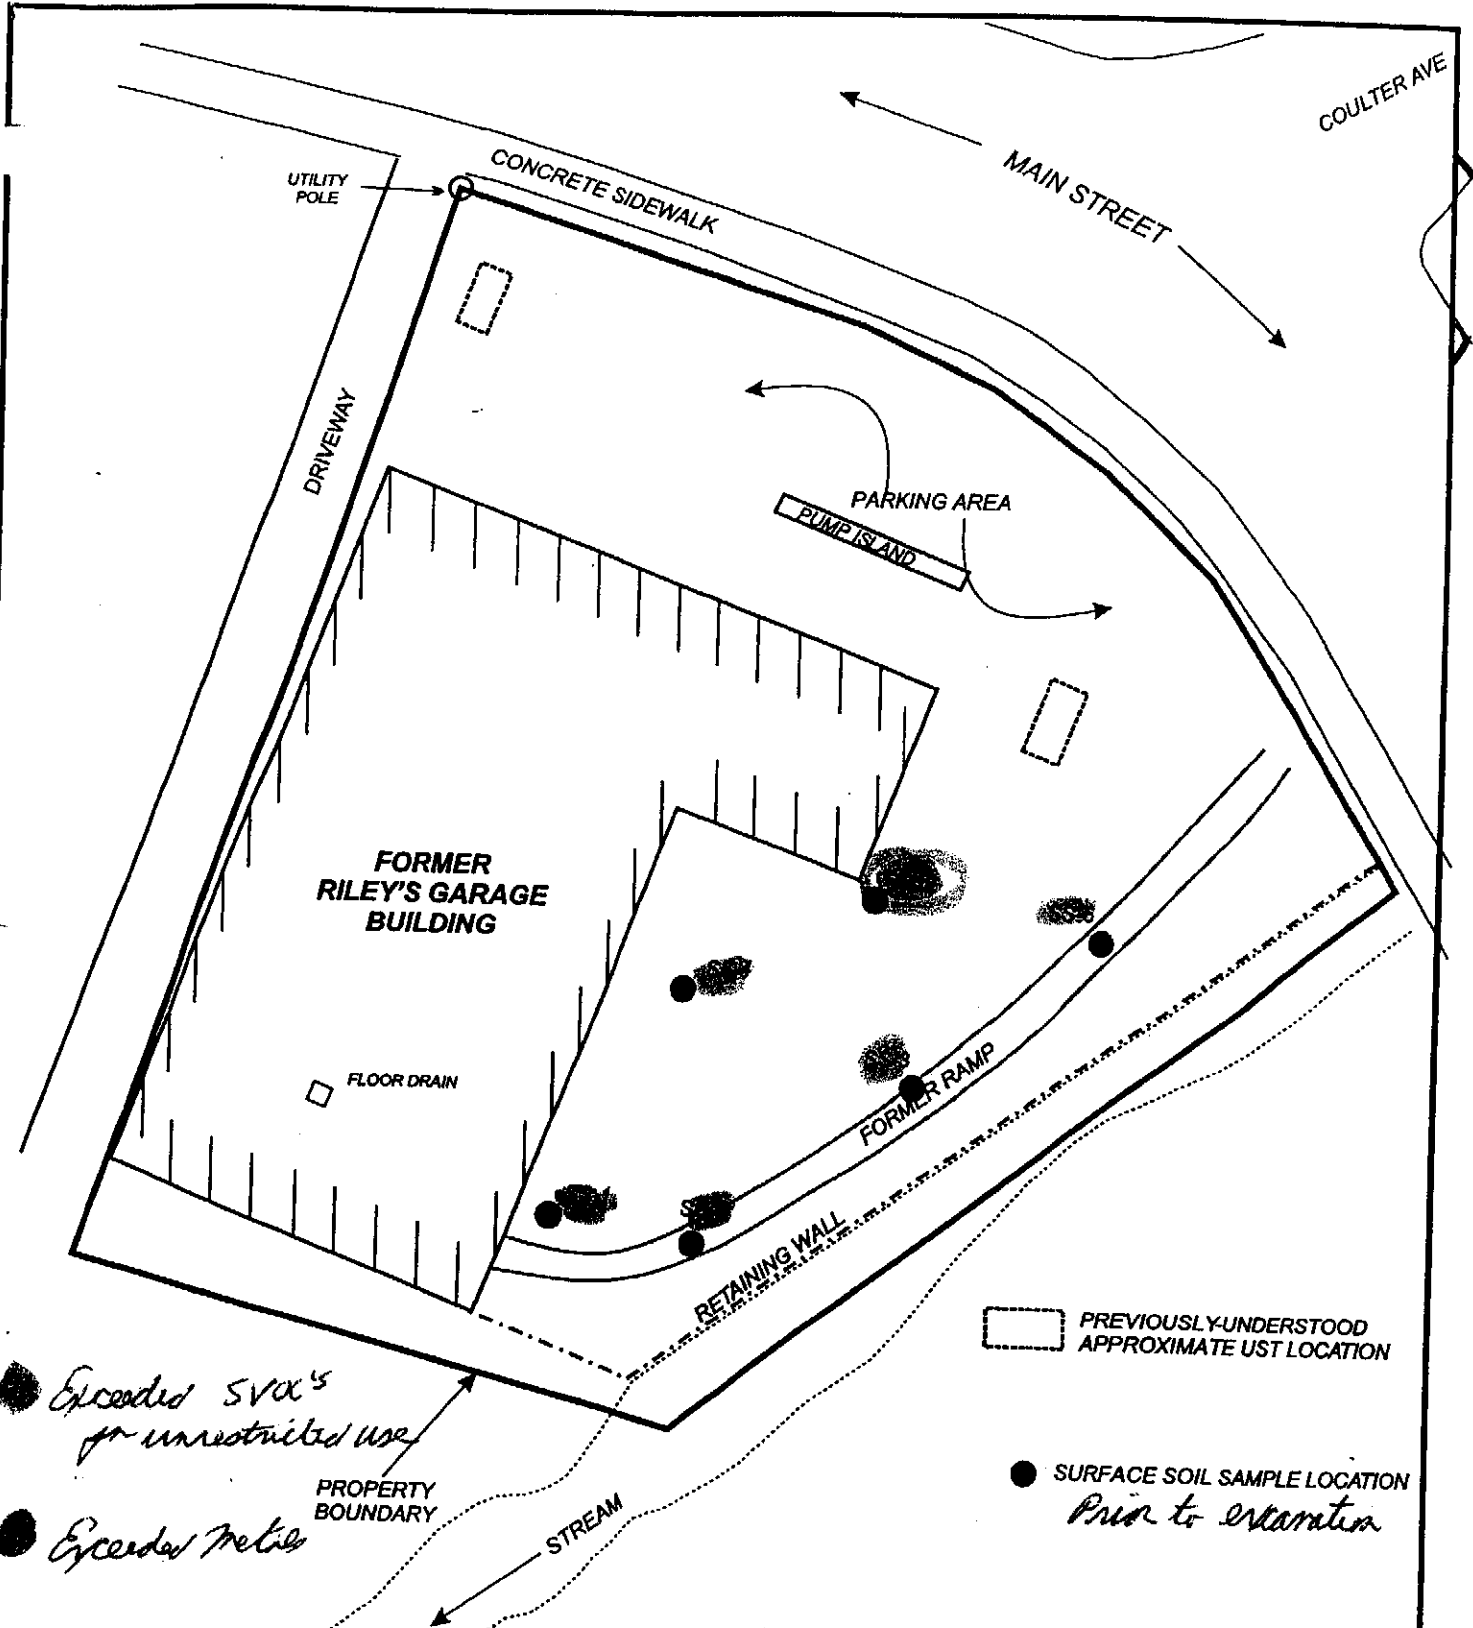 COULTER AVE
MAIN STREET
CONCRETE SIDEWALK
UTILITY
POLE
DRIVEWAY
PARKING AREA
PUMP ISLAND
FORMER
RILEY'S GARAGE
BUILDING
FLOOR DRAIN
FORMER RAMP
RETAINING WALL
PREVIOUSLY-UNDERSTOOD
APPROXIMATE UST LOCATION
Exceeded SVOC's
for unrestricted use
PROPERTY
BOUNDARY
SURFACE SOIL SAMPLE LOCATION
Prior to excavation
Exceeded Metals
STREAM